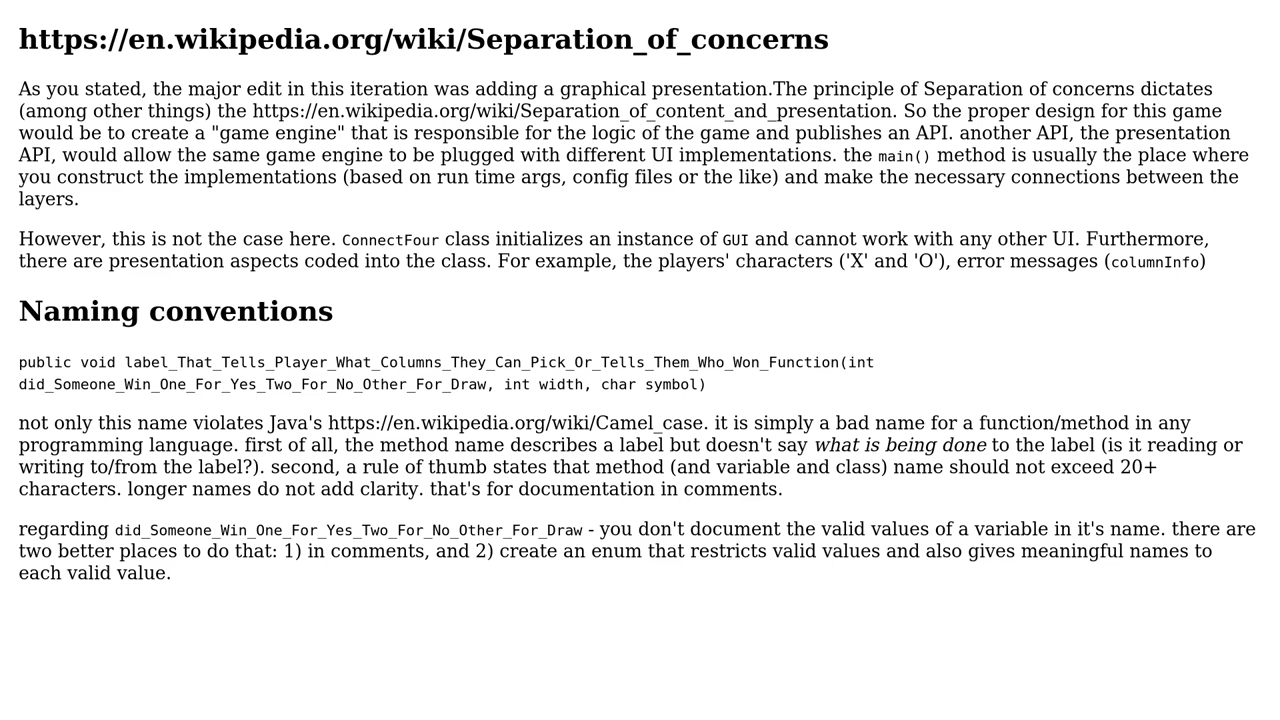 https://en.wikipedia.org/wiki/Separation_of_concerns
As you stated, the major edit in this iteration was adding a graphical presentation.The principle of Separation of concerns dictates
(among other things) the https://en.wikipedia.org/wiki/Separation_of_content_and_presentation. So the proper design for this game
would be to create a "game engine" that is responsible for the logic of the game and publishes an API. another API, the presentation
API, would allow the same game engine to be plugged with different UI implementations. the main() method is usually the place where
you construct the implementations (based on run time args, config files or the like) and make the necessary connections between the
layers.
However, this is not the case here. ConnectFour class initializes an instance of GUI and cannot work with any other UI. Furthermore,
there are presentation aspects coded into the class. For example, the players' characters ('X' and 'O'), error messages (columnInfo)
Naming conventions
public void label_That_Tells_Player_What_Columns_They_Can_Pick_Or_Tells_Them_Who_Won_Function(int
did_Someone_Win_One_For_Yes_Two_For_No_Other_For_Draw, int width, char symbol)
not only this name violates Java's https://en.wikipedia.org/wiki/Camel_case. it is simply a bad name for a function/method in any
programming language. first of all, the method name describes a label but doesn't say what is being done to the label (is it reading or
writing to/from the label?). second, a rule of thumb states that method (and variable and class) name should not exceed 20+
characters. longer names do not add clarity. that's for documentation in comments.
regarding did_Someone_Win_One_For_Yes_Two_For_No_Other_For_Draw - you don't document the valid values of a variable in it's name. there are
two better places to do that: 1) in comments, and 2) create an enum that restricts valid values and also gives meaningful names to
each valid value.